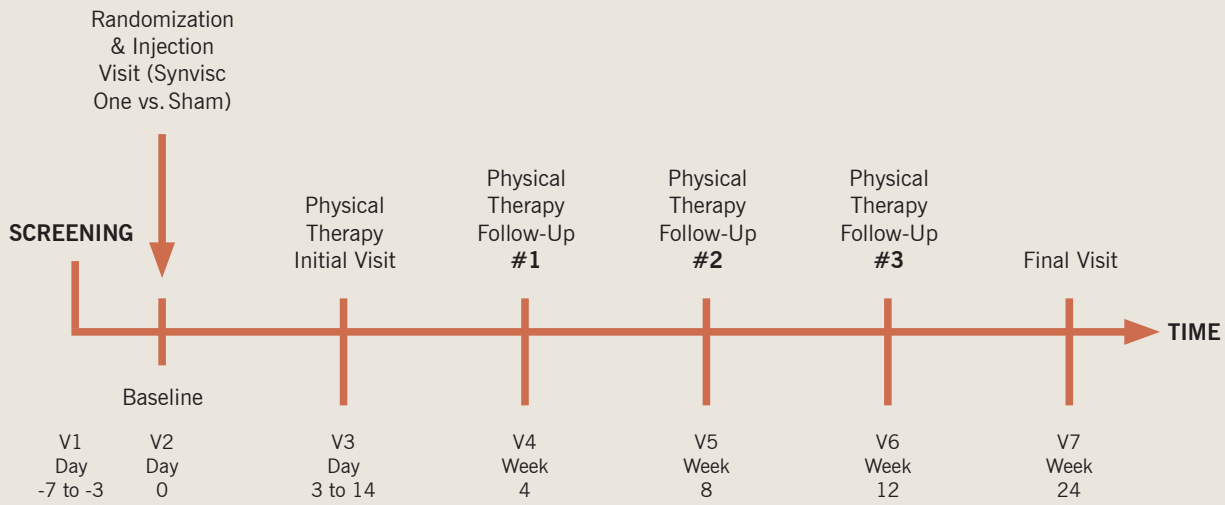 Randomization
& Injection
Visit (Synvisc
One vs. Sham)
SCREENING
Physical
Therapy
Initial Visit
Physical
Therapy
Follow-Up
#1
Physical
Therapy
Follow-Up
#2
Physical
Therapy
Follow-Up
#3
Final Visit
TIME
Baseline
V1
Day
-7 to -3
V2
Day
0
V3
Day
3 to 14
V4
Week
4
V5
Week
8
V6
Week
12
V7
Week
24